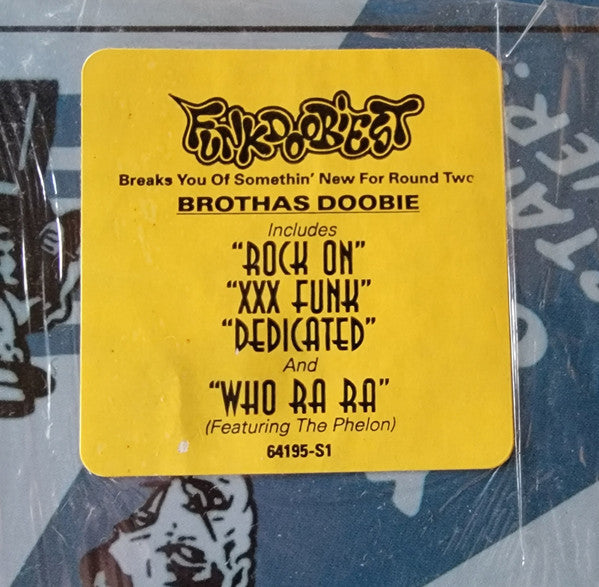 FUNKDOOBIEST
Breaks You Of Somethin' New For Round Two
BROTHAS DOOBIE
Includes
"ROCK ON"
"XXX FUNK"
"DEDICATED"
And
"WHO RA RA"
(Featuring The Phelon)
64195-S1